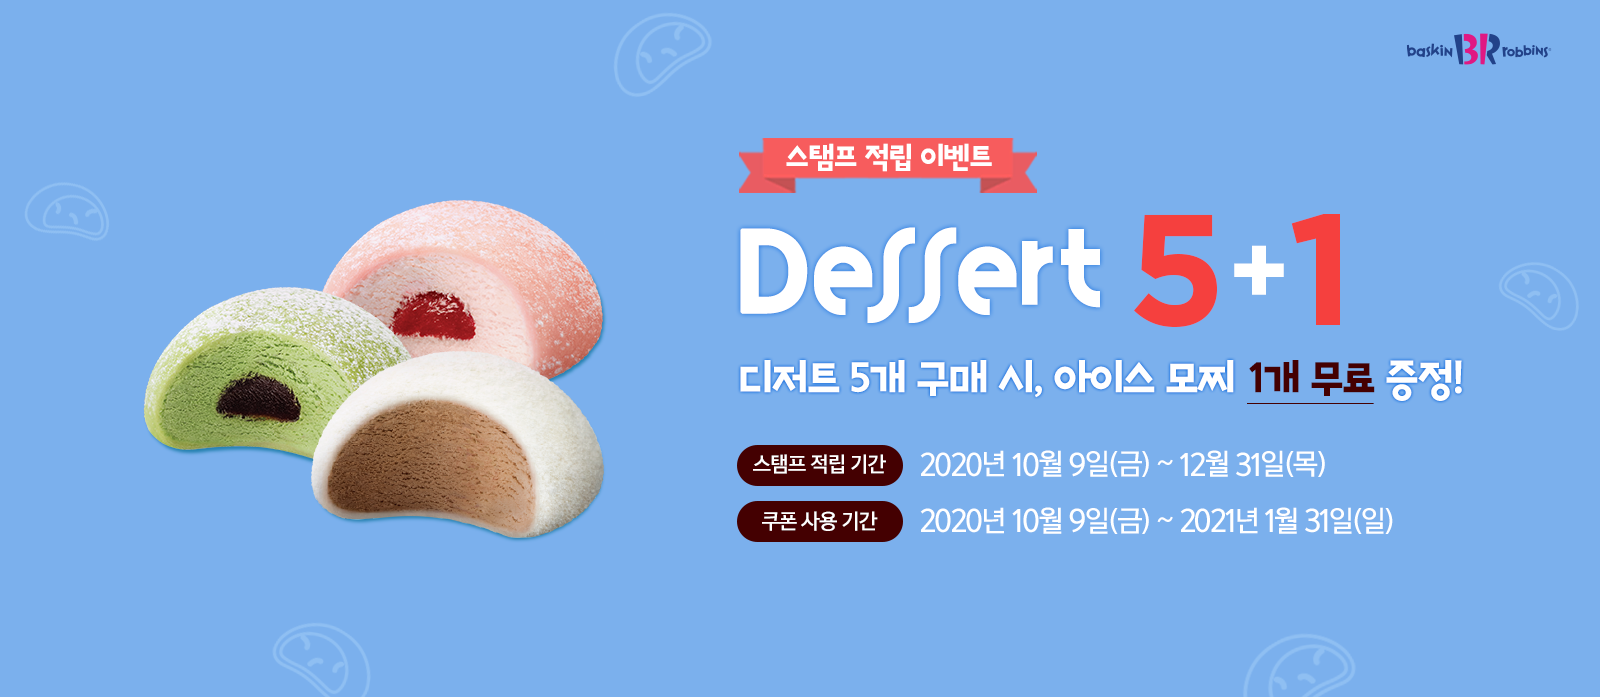 baskin BR robbins
스탬프 적립 이벤트
Dessert 5+1
디저트 5개 구매 시, 아이스 모찌 1개 무료 증정!
스탬프 적립 기간 2020년 10월 9일(금) ~ 12월 31일(목)
쿠폰 사용 기간 2020년 10월 9일(금) ~ 2021년 1월 31일(일)